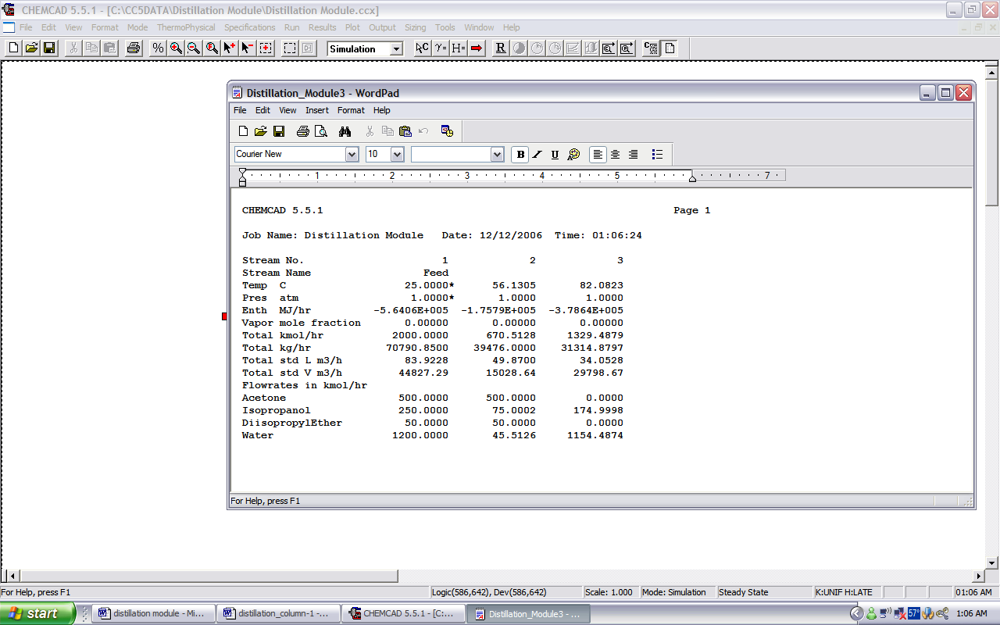 CHEMCAD 5.5.1 - [C:\CC5DATA\Distillation Module\Distillation Module.ccx]
File Edit View Format Mode ThermoPhysical Specifications Run Results Plot Output Sizing Tools Window Help
% Simulation C γ= H= R
Distillation_Module3 - WordPad
File Edit View Insert Format Help
Courier New 10 B I U
1 2 3 4 5 7
CHEMCAD 5.5.1 Page 1
Job Name: Distillation Module Date: 12/12/2006 Time: 01:06:24
Stream No. 1 2 3
Stream Name Feed
Temp C 25.0000* 56.1305 82.0823
Pres atm 1.0000* 1.0000 1.0000
Enth MJ/hr -5.6406E+005 -1.7579E+005 -3.7864E+005
Vapor mole fraction 0.00000 0.00000 0.00000
Total kmol/hr 2000.0000 670.5128 1329.4879
Total kg/hr 70790.8500 39476.0000 31314.8797
Total std L m3/h 83.9228 49.8700 34.0528
Total std V m3/h 44827.29 15028.64 29798.67
Flowrates in kmol/hr
Acetone 500.0000 500.0000 0.0000
Isopropanol 250.0000 75.0002 174.9998
DiisopropylEther 50.0000 50.0000 0.0000
Water 1200.0000 45.5126 1154.4874
For Help, press F1
For Help, press F1 Logic(586,642), Dev(586,642) Scale: 1.000 Mode: Simulation Steady State K:UNIF H:LATE 01:06 AM
start distillation module - Mi... distillation_column-1 -... CHEMCAD 5.5.1 - [C:... Distillation_Module3 - ... 57° 1:06 AM